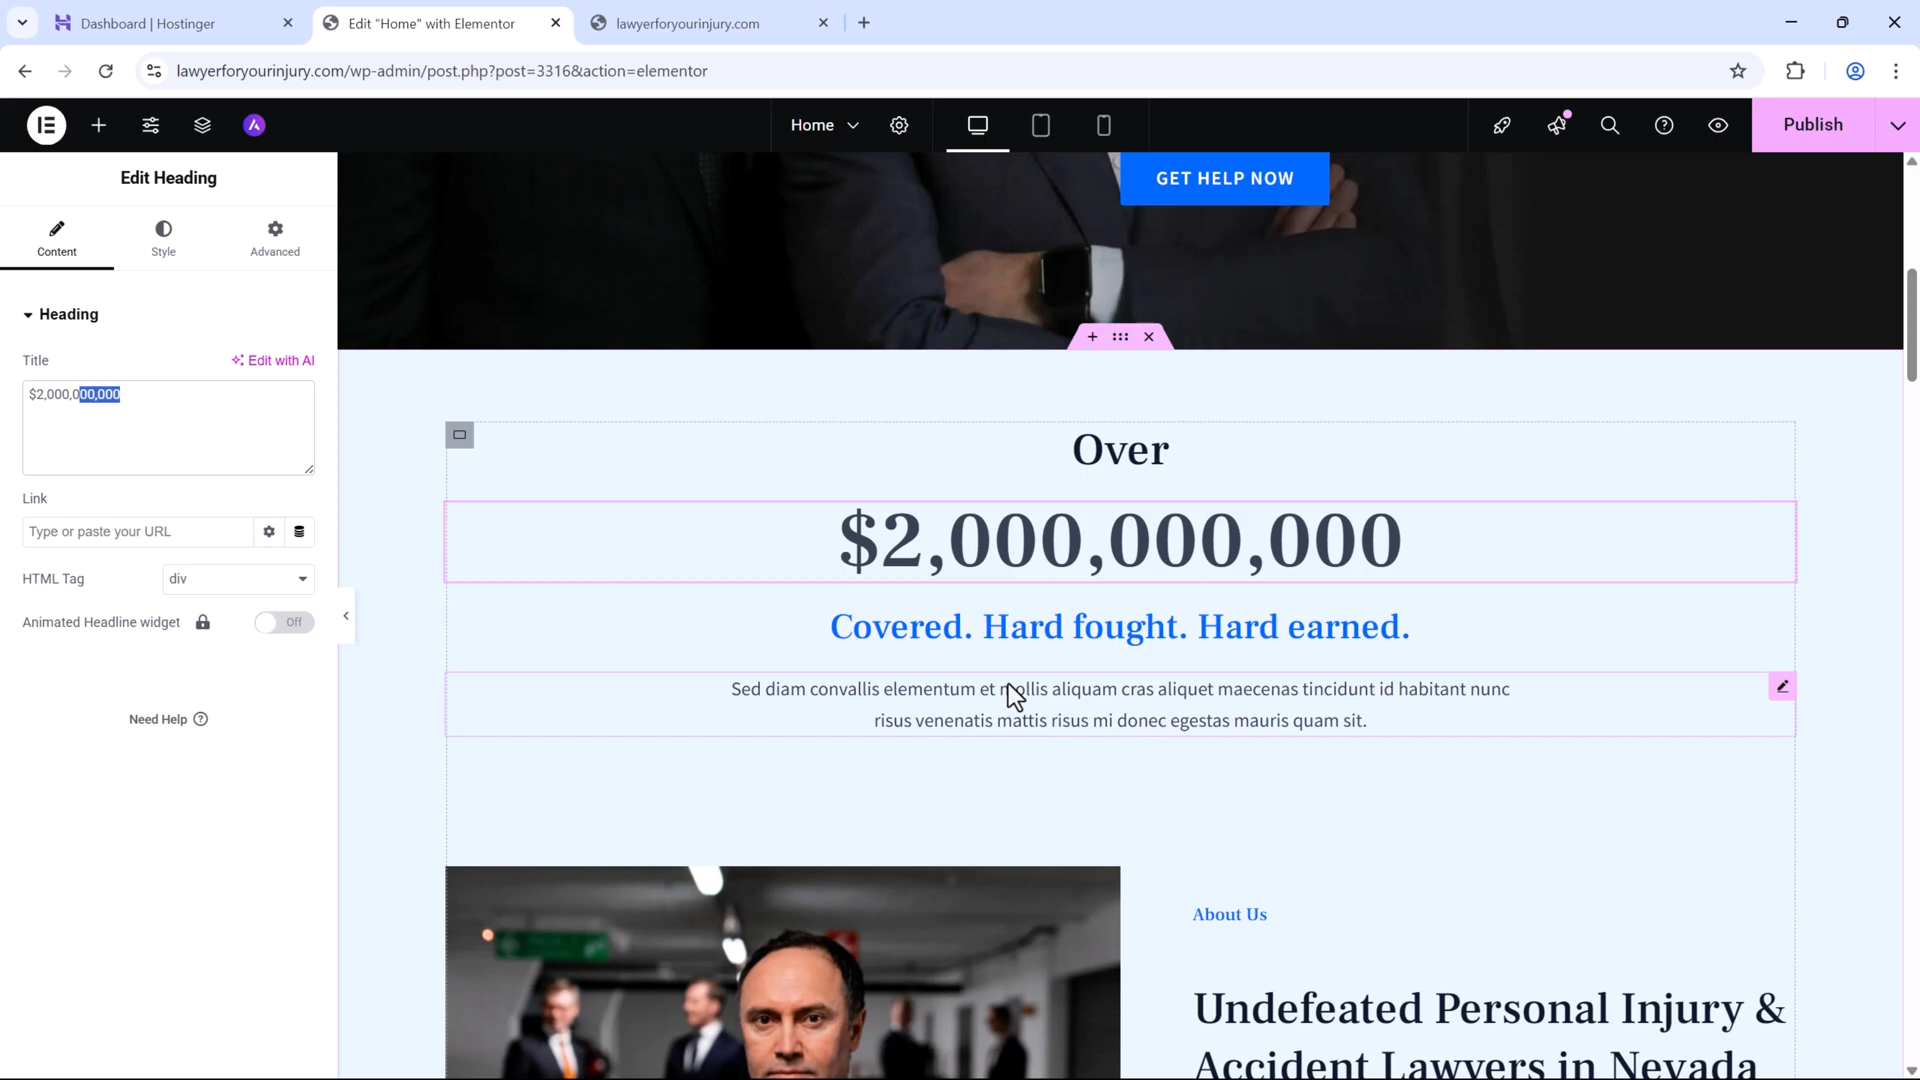 Dashboard | Hostinger
Edit "Home" with Elementor
lawyerforyourinjury.com
lawyerforyourinjury.com/wp-admin/post.php?post=3316&action=elementor
Home
Publish
Edit Heading
Content
Style
Advanced
Heading
Title
Edit with AI
$2,000,000,000
Link
Type or paste your URL
HTML Tag
div
Animated Headline widget
Off
Need Help
GET HELP NOW
Over
$2,000,000,000
Covered. Hard fought. Hard earned.
Sed diam convallis elementum et mollis aliquam cras aliquet maecenas tincidunt id habitant nunc
risus venenatis mattis risus mi donec egestas mauris quam sit.
About Us
Undefeated Personal Injury &
Accident Lawyers in Nevada